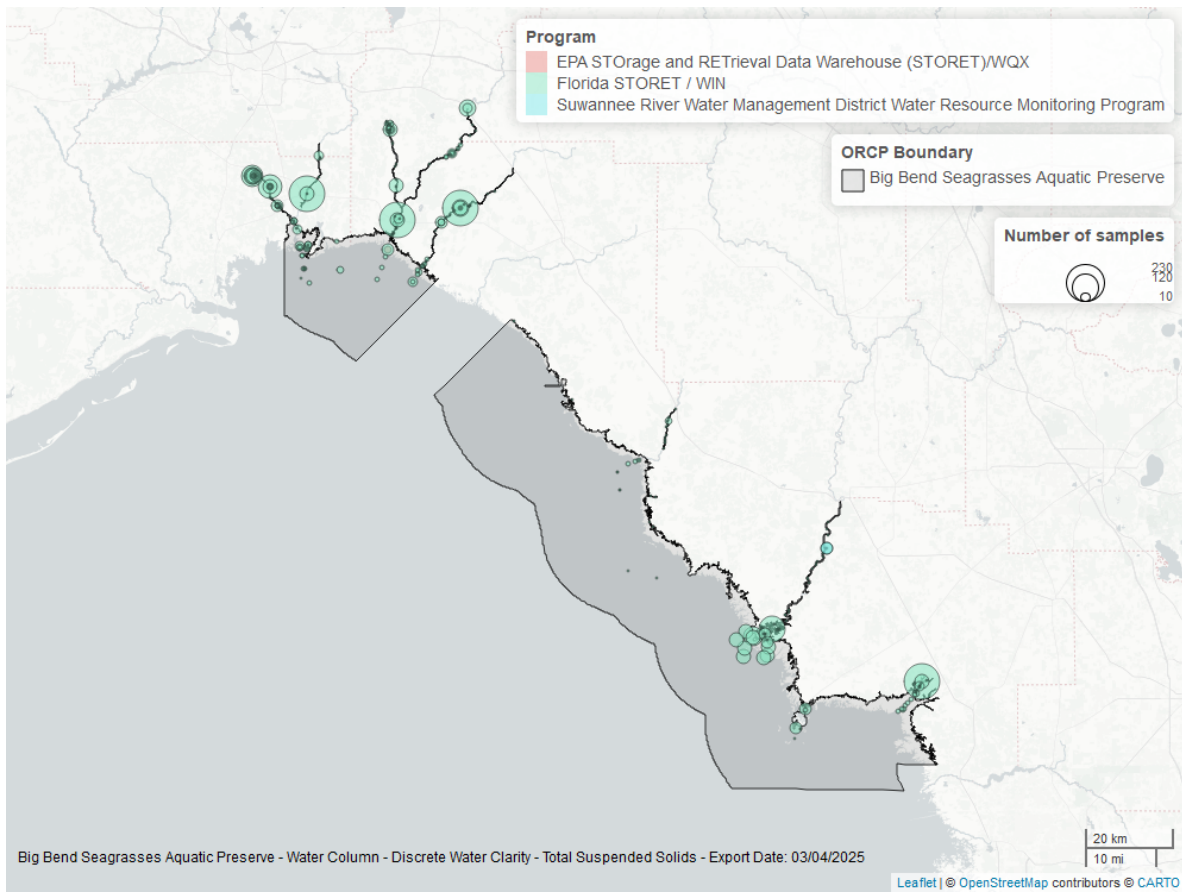 Program
EPA STOrage and RETrieval Data Warehouse (STORET)/WQX
Florida STORET / WIN
Suwannee River Water Management District Water Resource Monitoring Program
ORCP Boundary
Big Bend Seagrasses Aquatic Preserve
Number of samples
230
120
10
20 km
10 mi
Big Bend Seagrasses Aquatic Preserve - Water Column - Discrete Water Clarity - Total Suspended Solids - Export Date: 03/04/2025
Leaflet | © OpenStreetMap contributors © CARTO